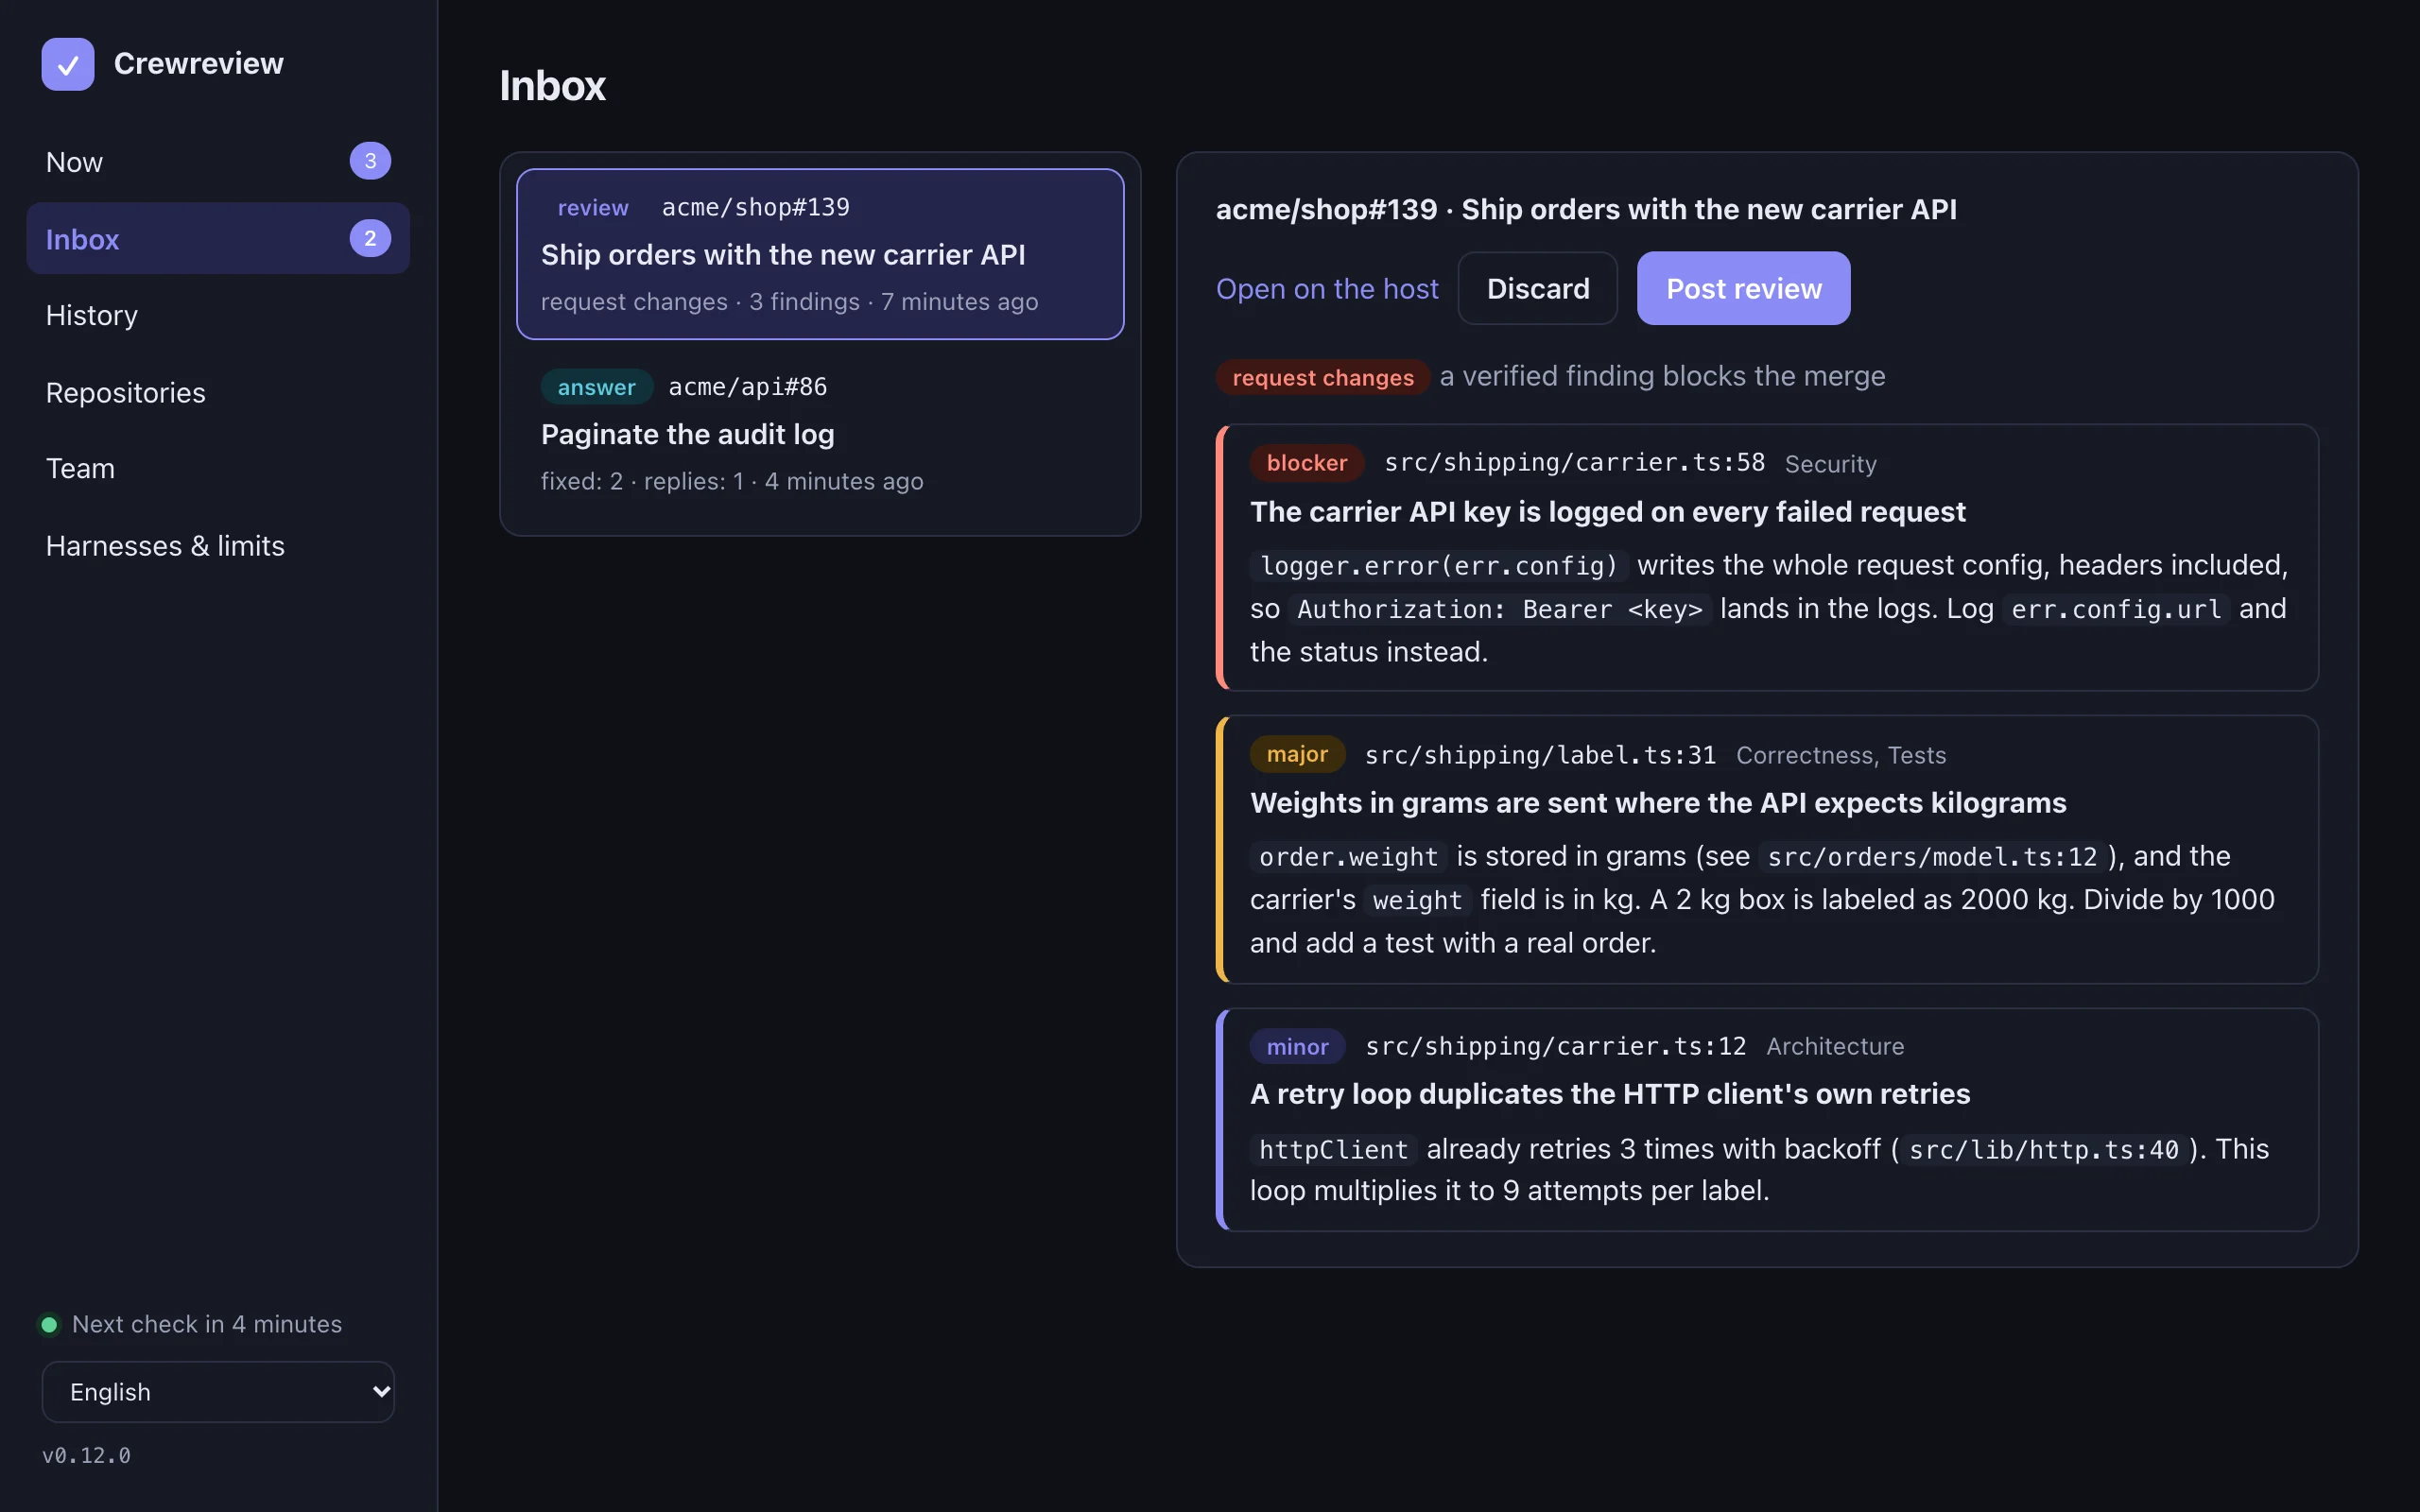 Crewreview
Now 3
Inbox 2
History
Repositories
Team
Harnesses & limits
Next check in 4 minutes
English
v0.12.0
Inbox
review acme/shop#139
Ship orders with the new carrier API
request changes · 3 findings · 7 minutes ago
answer acme/api#86
Paginate the audit log
fixed: 2 · replies: 1 · 4 minutes ago
acme/shop#139 · Ship orders with the new carrier API
Open on the host Discard Post review
request changes a verified finding blocks the merge
blocker src/shipping/carrier.ts:58 Security
The carrier API key is logged on every failed request
logger.error(err.config) writes the whole request config, headers included,
so Authorization: Bearer <key> lands in the logs. Log err.config.url and
the status instead.
major src/shipping/label.ts:31 Correctness, Tests
Weights in grams are sent where the API expects kilograms
order.weight is stored in grams (see src/orders/model.ts:12), and the
carrier's weight field is in kg. A 2 kg box is labeled as 2000 kg. Divide by 1000
and add a test with a real order.
minor src/shipping/carrier.ts:12 Architecture
A retry loop duplicates the HTTP client's own retries
httpClient already retries 3 times with backoff (src/lib/http.ts:40). This
loop multiplies it to 9 attempts per label.